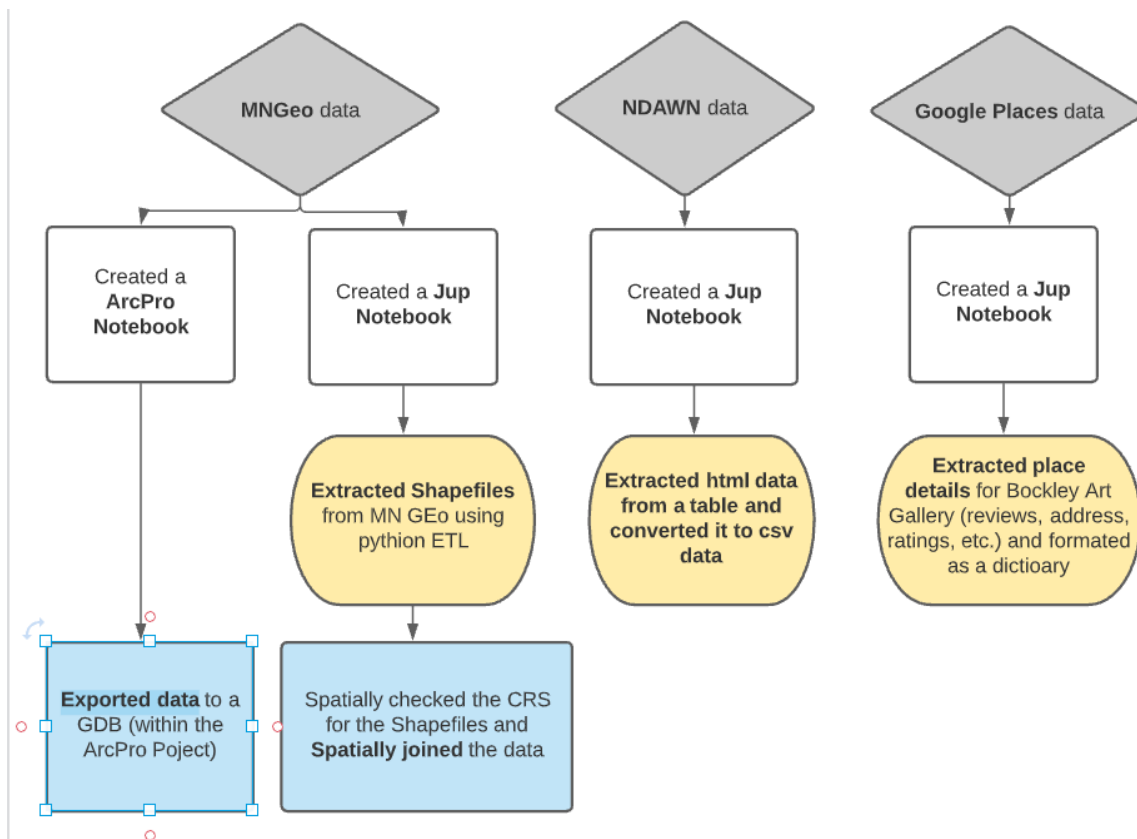 MNGeo data
NDAWN data
Google Places data
Created a
ArcPro
Notebook
Created a Jup
Notebook
Created a Jup
Notebook
Created a Jup
Notebook
Extracted Shapefiles
from MN GEo using
pythion ETL
Extracted html data
from a table and
converted it to csv
data
Extracted place
details for Bockley Art
Gallery (reviews, address,
ratings, etc.) and formated
as a dictioary
Exported data to a
GDB (within the
ArcPro Poject)
Spatially checked the CRS
for the Shapefiles and
Spatially joined the data